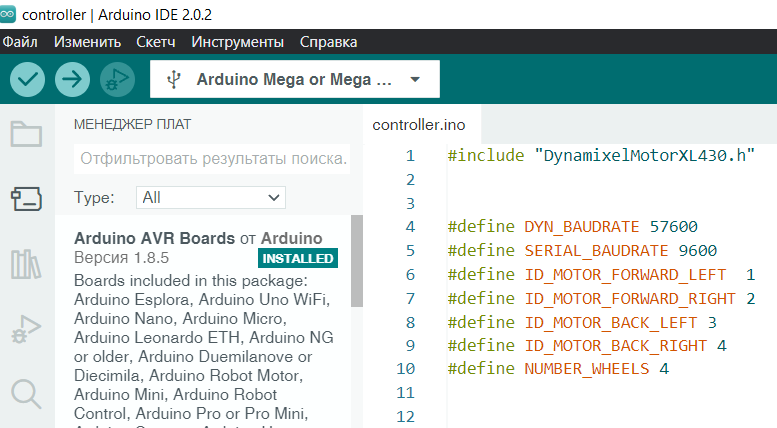 controller | Arduino IDE 2.0.2
Файл Изменить Скетч Инструменты Справка
Arduino Mega or Mega ...
МЕНЕДЖЕР ПЛАТ
Отфильтровать результаты поиска.
Type: All
Arduino AVR Boards от Arduino
Версия 1.8.5 INSTALLED
Boards included in this package:
Arduino Esplora, Arduino Uno WiFi,
Arduino Nano, Arduino Micro,
Arduino Leonardo ETH, Arduino NG
or older, Arduino Duemilanove or
Diecimila, Arduino Robot Motor,
Arduino Mini, Arduino Robot
Control, Arduino Pro or Pro Mini,
controller.ino
1 #include "DynamixelMotorXL430.h"
2
3
4 #define DYN_BAUDRATE 57600
5 #define SERIAL_BAUDRATE 9600
6 #define ID_MOTOR_FORWARD_LEFT  1
7 #define ID_MOTOR_FORWARD_RIGHT 2
8 #define ID_MOTOR_BACK_LEFT 3
9 #define ID_MOTOR_BACK_RIGHT 4
10 #define NUMBER_WHEELS 4
11
12